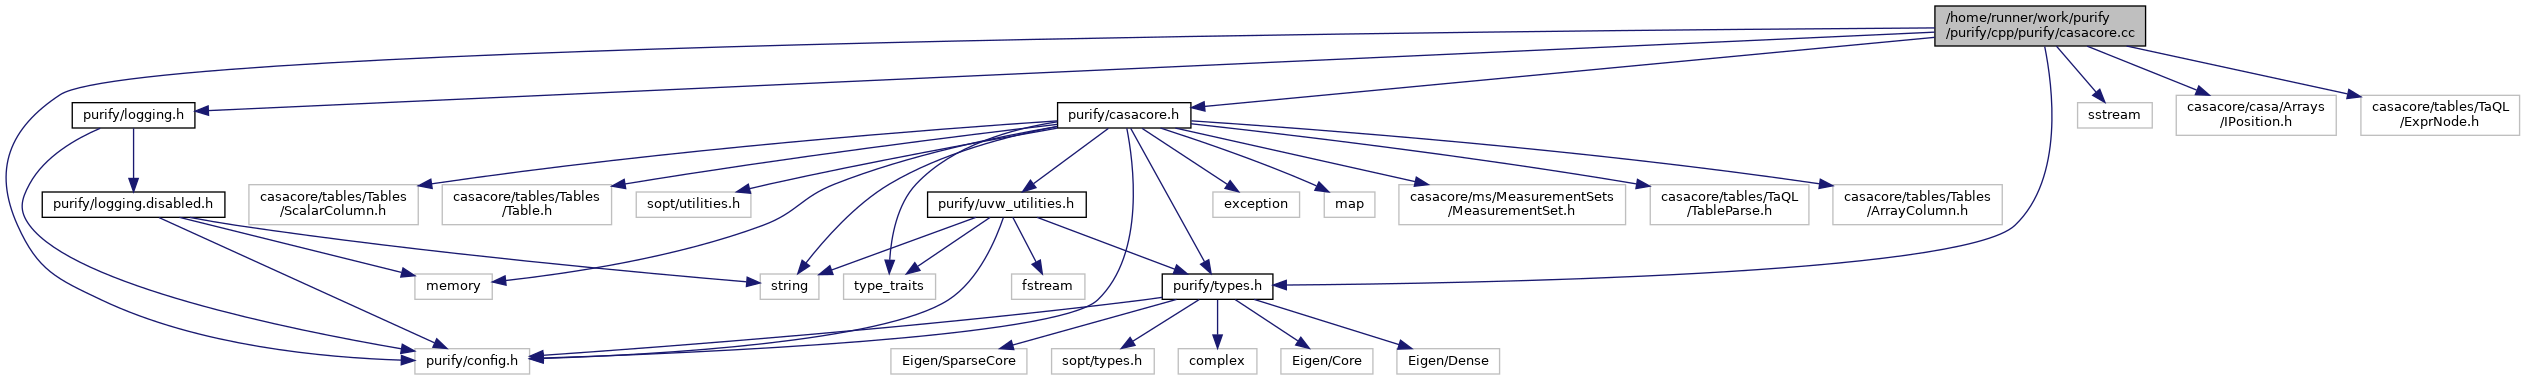 /home/runner/work/purify
/purify/cpp/purify/casacore.cc
purify/logging.h
purify/casacore.h
sstream
casacore/casa/Arrays
/IPosition.h
casacore/tables/TaQL
/ExprNode.h
purify/logging.disabled.h
casacore/tables/Tables
/ScalarColumn.h
casacore/tables/Tables
/Table.h
sopt/utilities.h
purify/uvw_utilities.h
exception
map
casacore/ms/MeasurementSets
/MeasurementSet.h
casacore/tables/TaQL
/TableParse.h
casacore/tables/Tables
/ArrayColumn.h
memory
string
type_traits
fstream
purify/types.h
purify/config.h
Eigen/SparseCore
sopt/types.h
complex
Eigen/Core
Eigen/Dense